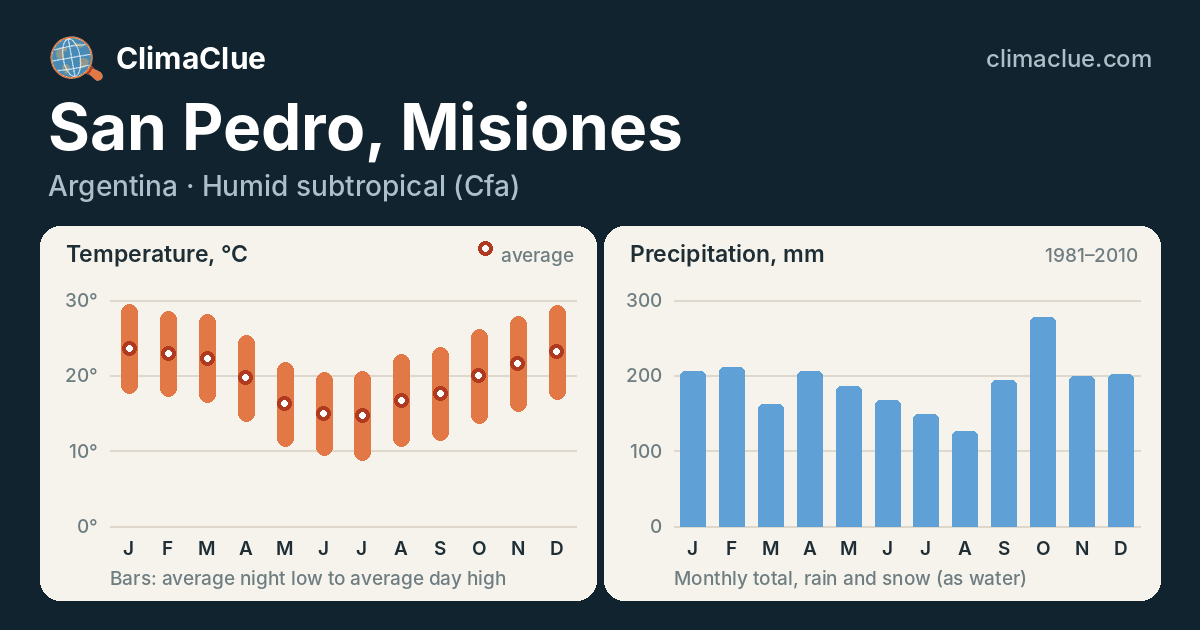 ClimaClue
climaclue.com
San Pedro, Misiones
Argentina · Humid subtropical (Cfa)
Temperature, °C
average
30°
20°
10°
0°
J F M A M J J A S O N D
Bars: average night low to average day high
Precipitation, mm
1981–2010
300
200
100
0
J F M A M J J A S O N D
Monthly total, rain and snow (as water)